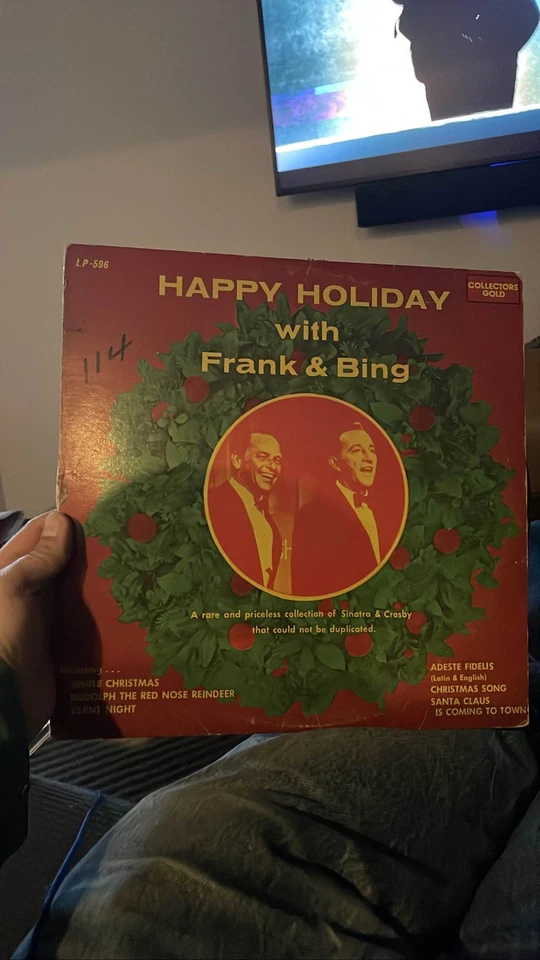 LP-596
COLLECTORS
GOLD
HAPPY HOLIDAY
with
Frank & Bing
114
A rare and priceless collection of Sinatra & Crosby
that could not be duplicated.
Featuring . . .
WHITE CHRISTMAS
RUDOLPH THE RED NOSE REINDEER
SILENT NIGHT
ADESTE FIDELIS
(Latin & English)
CHRISTMAS SONG
SANTA CLAUS
IS COMING TO TOWN